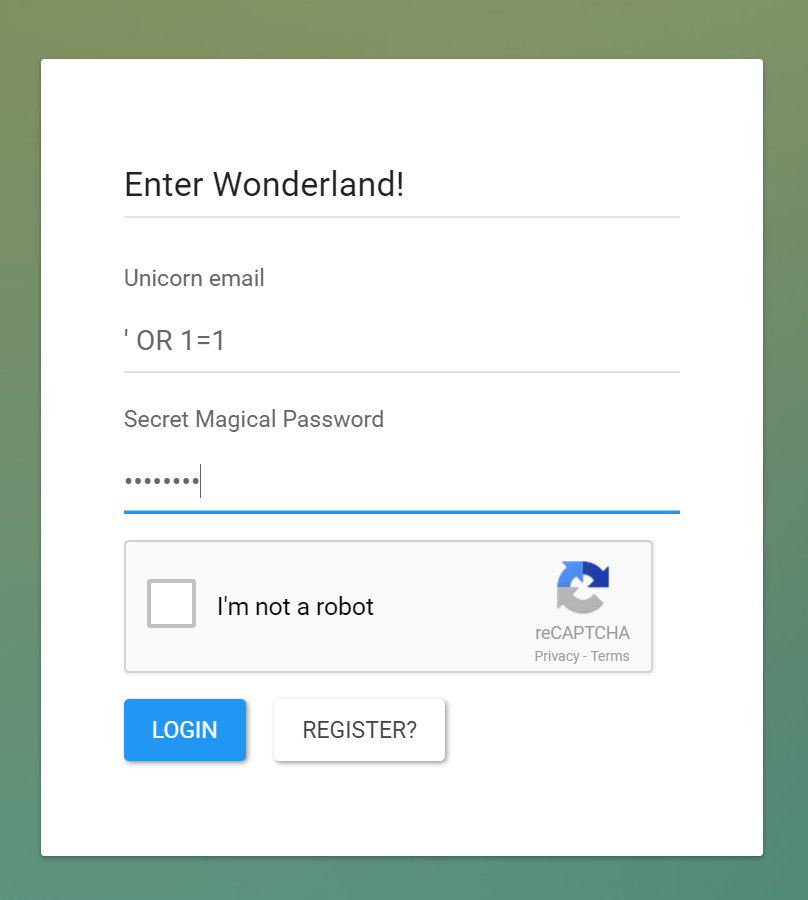 Enter Wonderland!
Unicorn email
' OR 1=1
Secret Magical Password
••••••••
I'm not a robot
reCAPTCHA
Privacy - Terms
LOGIN
REGISTER?